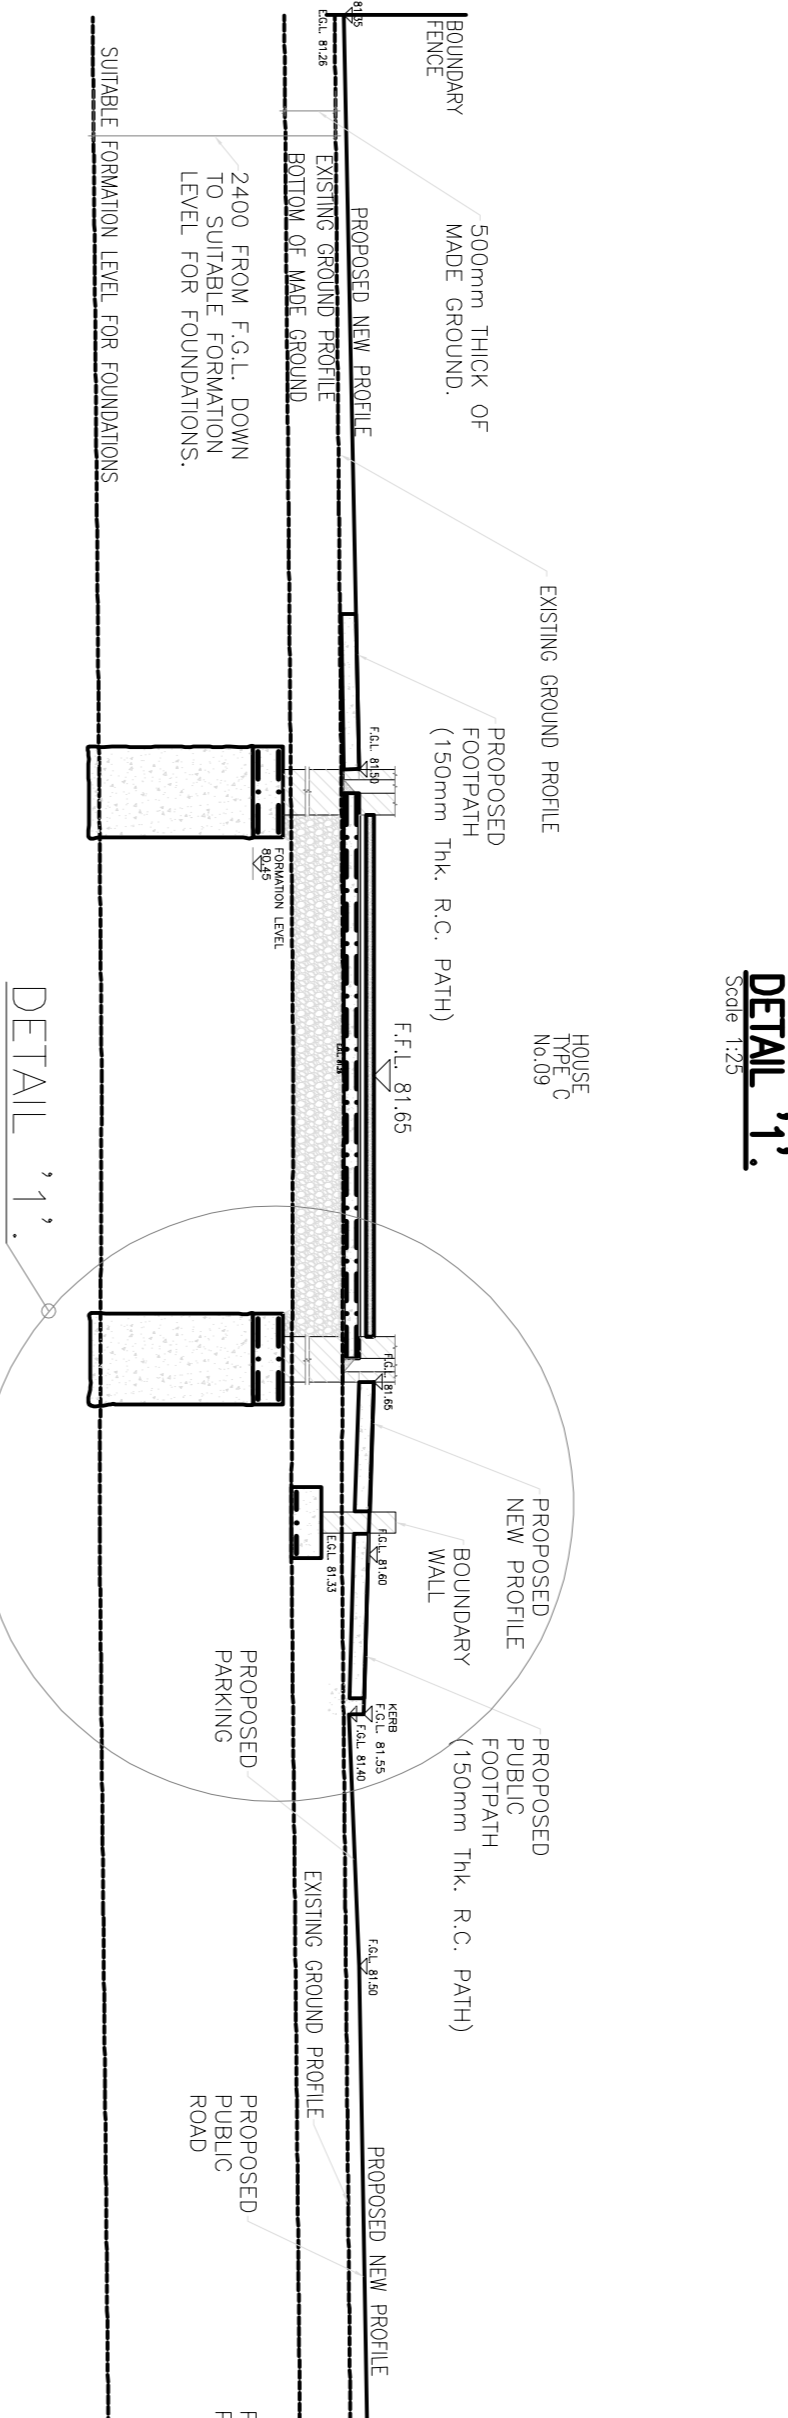 DETAIL '1'.
Scale 1:25
HOUSE
TYPE C
No.09
BOUNDARY
FENCE
81.35
E.G.L. 81.26
500mm THICK OF
MADE GROUND.
EXISTING GROUND PROFILE
PROPOSED
FOOTPATH
(150mm Thk. R.C. PATH)
F.F.L. 81.65
PROPOSED
NEW PROFILE
BOUNDARY
WALL
PROPOSED
PUBLIC
FOOTPATH
(150mm Thk. R.C. PATH)
PROPOSED NEW PROFILE
EXISTING GROUND PROFILE
BOTTOM OF MADE GROUND
F.G.L. 81.50
F.G.L. 81.65
F.G.L. 81.60
E.G.L. 81.33
KERB
F.G.L. 81.55
F.G.L. 81.40
F.G.L. 81.50
PROPOSED NEW PROFILE
EXISTING GROUND PROFILE
2400 FROM F.G.L. DOWN
TO SUITABLE FORMATION
LEVEL FOR FOUNDATIONS.
FORMATION LEVEL
80.45
PROPOSED
PARKING
PROPOSED
PUBLIC
ROAD
SUITABLE FORMATION LEVEL FOR FOUNDATIONS
DETAIL '1'.